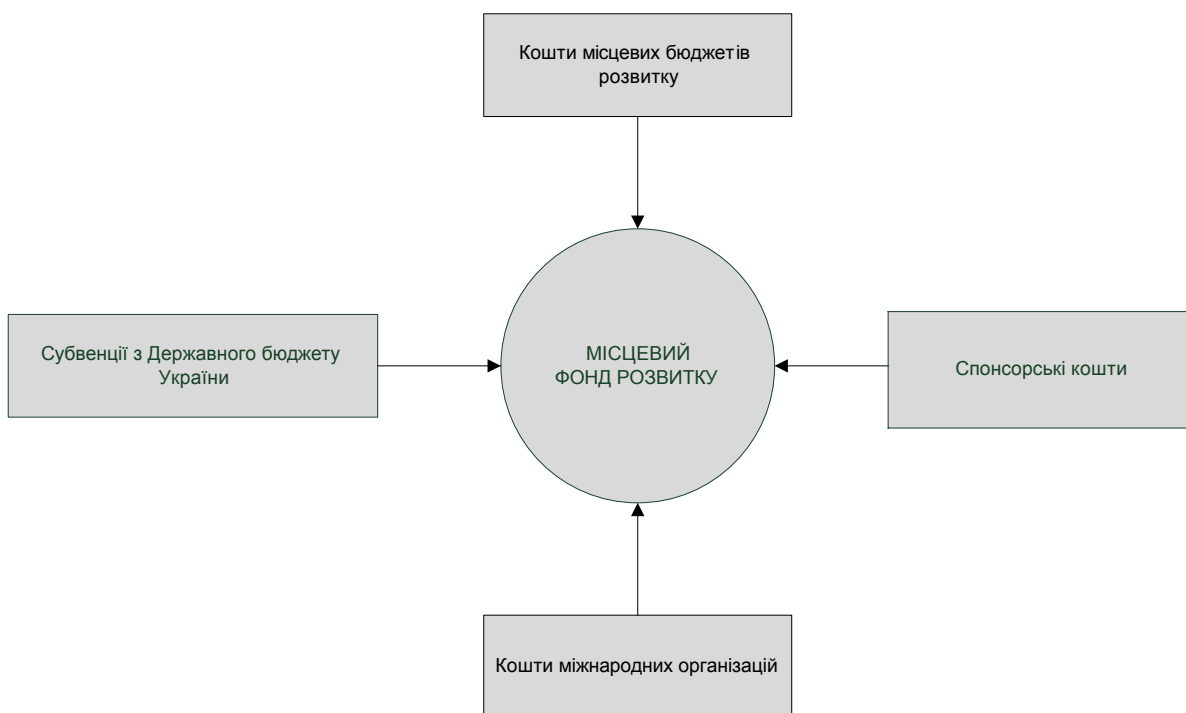 Кошти місцевих бюджетів
розвитку
Субвенції з Державного бюджету
України
МІСЦЕВИЙ
ФОНД РОЗВИТКУ
Спонсорські кошти
Кошти міжнародних організацій